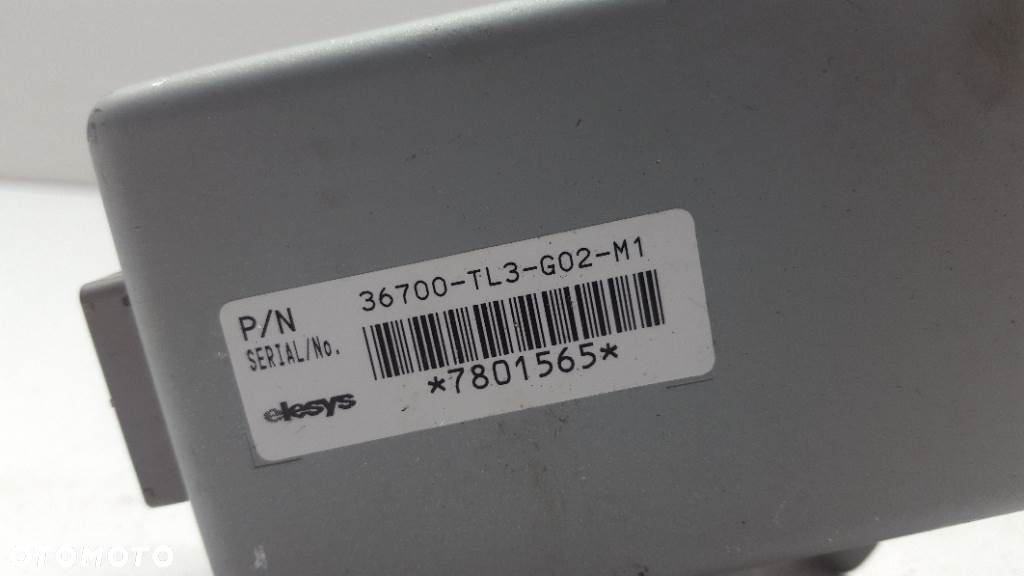 P/N 36700-TL3-G02-M1
SERIAL/No.
*7801565*
elesys
OTOMOTO